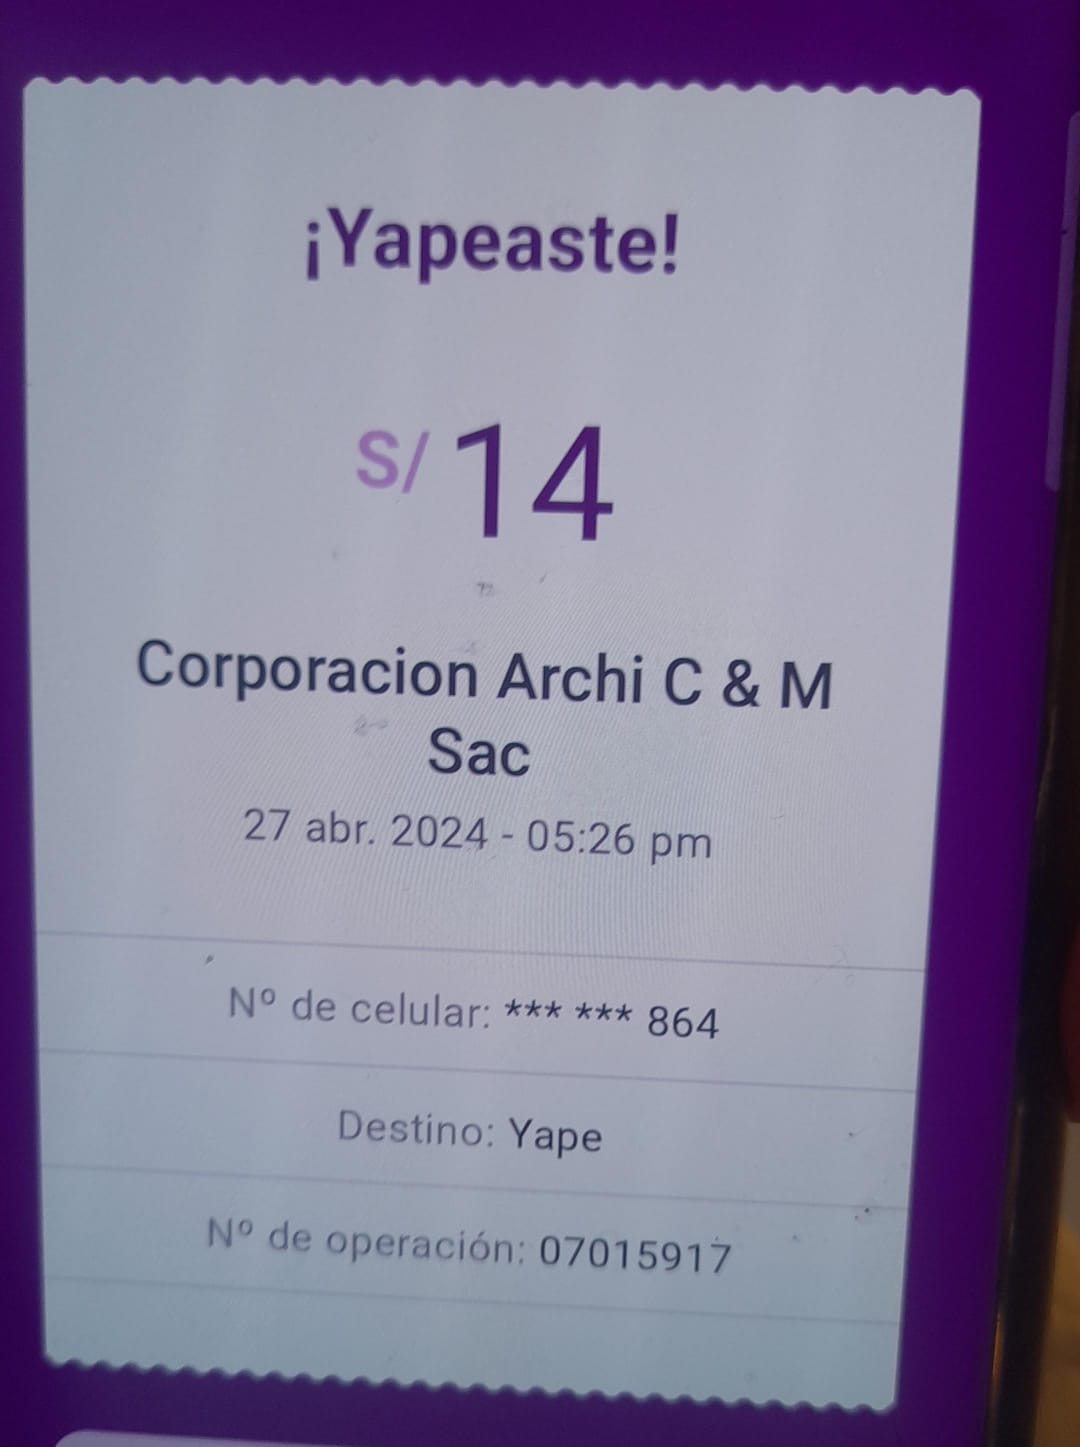 ¡Yapeaste!
S/ 14
Corporacion Archi C & M
Sac
27 abr. 2024 - 05:26 pm
Nº de celular: *** *** 864
Destino: Yape
Nº de operación: 07015917